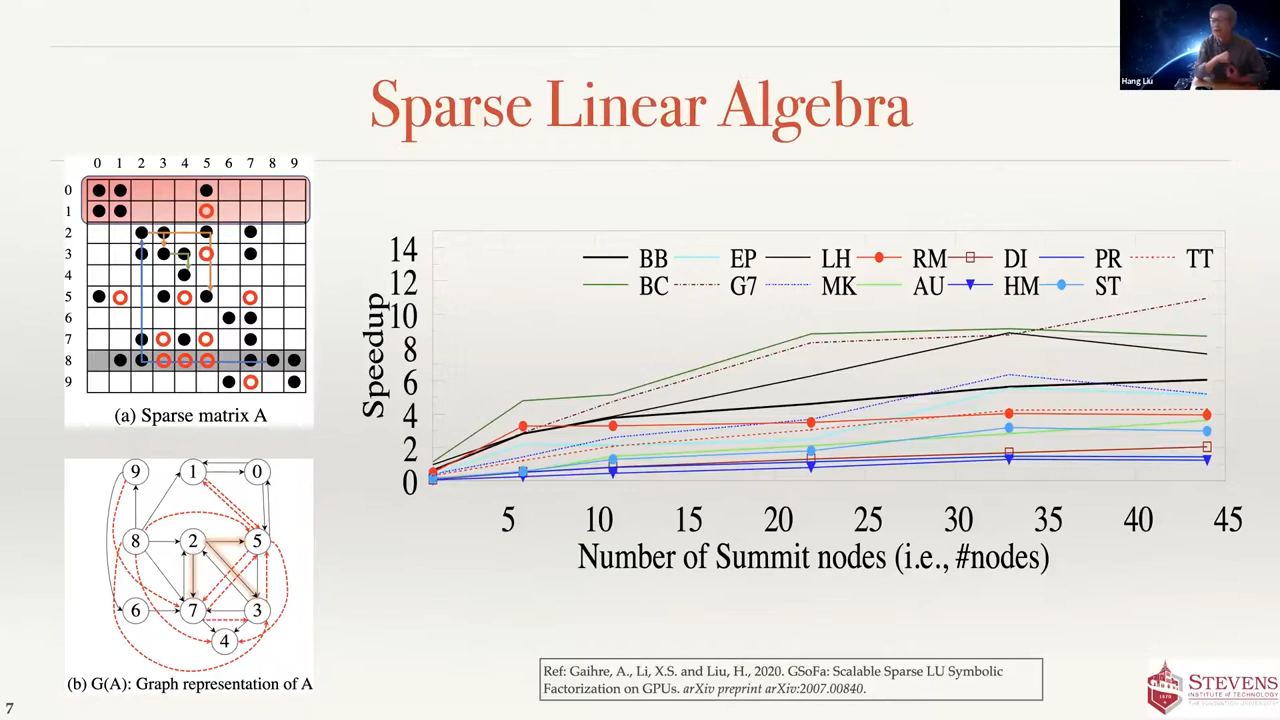 Hang Liu
Sparse Linear Algebra
0 1 2 3 4 5 6 7 8 9
0
1
2
3
4
5
6
7
8
9
(a) Sparse matrix A
9 1 0
8 2 5
6 7 3
4
(b) G(A): Graph representation of A
Speedup
14
12
10
8
6
4
2
0
BB EP LH RM DI PR TT
BC G7 MK AU HM ST
5 10 15 20 25 30 35 40 45
Number of Summit nodes (i.e., #nodes)
Ref: Gaihre, A., Li, X.S. and Liu, H., 2020. GSoFa: Scalable Sparse LU Symbolic
Factorization on GPUs. arXiv preprint arXiv:2007.00840.
7
1870
STEVENS
INSTITUTE of TECHNOLOGY
THE INNOVATION UNIVERSITY